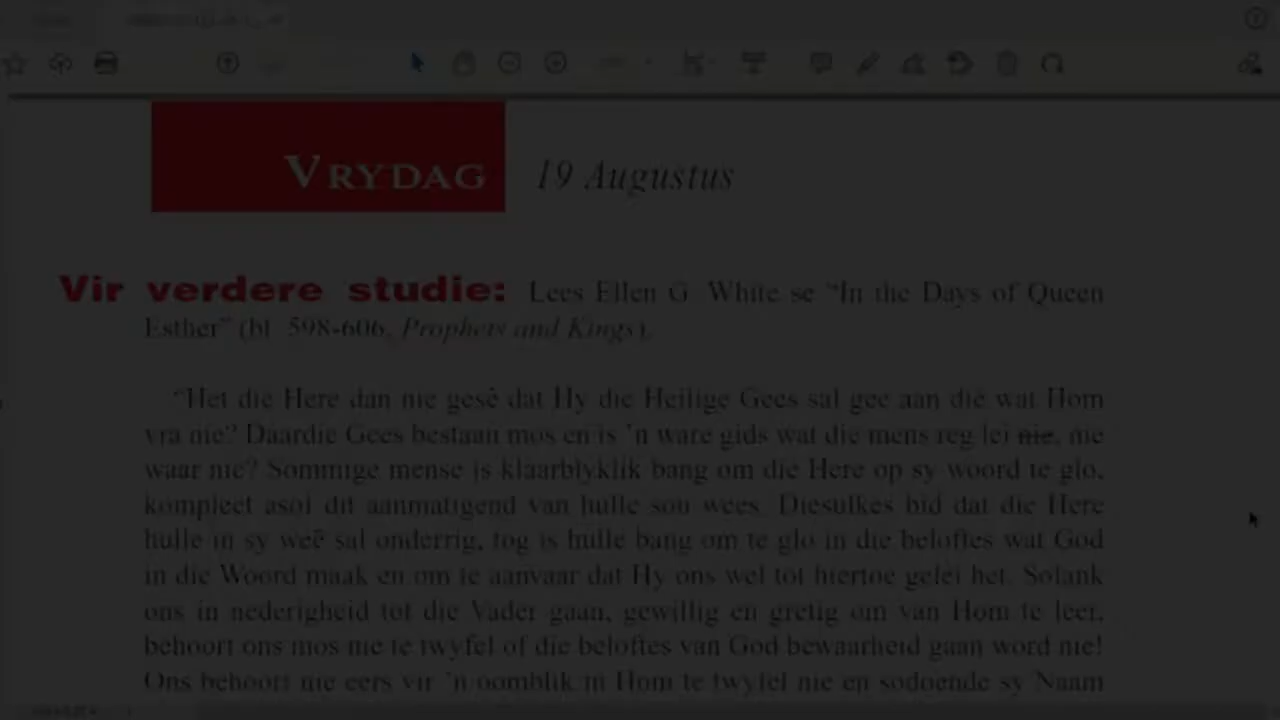 VRYDAG 19 Augustus
Vir verdere studie: Lees Ellen G. White se “In the Days of Queen
Esther” (bl. 598-606, Prophets and Kings).
“Het die Here dan nie gesê dat Hy die Heilige Gees sal gee aan dié wat Hom
vra nie? Daardie Gees bestaan mos en is ’n ware gids wat die mens reg lei nie, nie
waar nie? Sommige mense is klaarblyklik bang om die Here op sy woord te glo,
kompleet asof dit aanmatigend van hulle sou wees. Diesulkes bid dat die Here
hulle in sy weë sal onderrig, tog is hulle bang om te glo in die beloftes wat God
in die Woord maak en om te aanvaar dat Hy ons wel tot hiertoe gelei het. Solank
ons in nederigheid tot die Vader gaan, gewillig en gretig om van Hom te leer,
behoort ons mos nie te twyfel of die beloftes van God bewaarheid gaan word nie!
Ons behoort nie eers vir ’n oomblik in Hom te twyfel nie en sodoende sy Naam